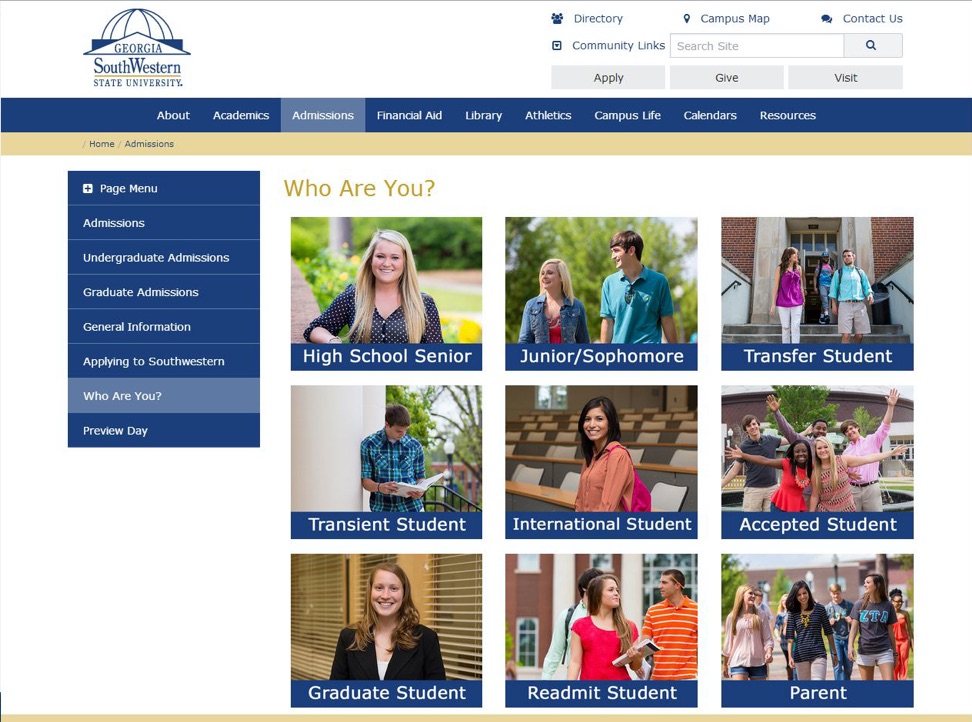 GEORGIA
SouthWestern
STATE UNIVERSITY.
Directory
Campus Map
Contact Us
Community Links
Search Site
Apply
Give
Visit
About
Academics
Admissions
Financial Aid
Library
Athletics
Campus Life
Calendars
Resources
/ Home / Admissions
Page Menu
Admissions
Undergraduate Admissions
Graduate Admissions
General Information
Applying to Southwestern
Who Are You?
Preview Day
Who Are You?
High School Senior
Junior/Sophomore
Transfer Student
Transient Student
International Student
Accepted Student
Graduate Student
Readmit Student
ZTA
Parent